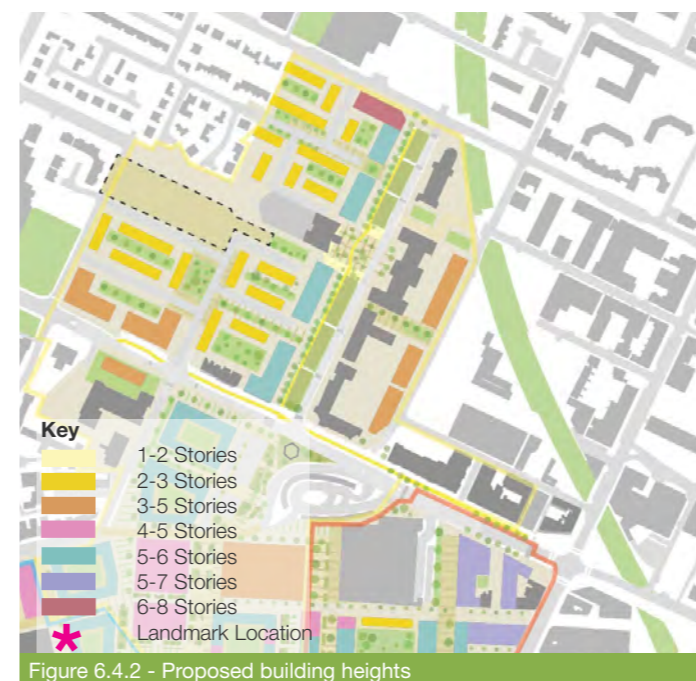 Key
1-2 Stories
2-3 Stories
3-5 Stories
4-5 Stories
5-6 Stories
5-7 Stories
6-8 Stories
Landmark Location
Figure 6.4.2 - Proposed building heights